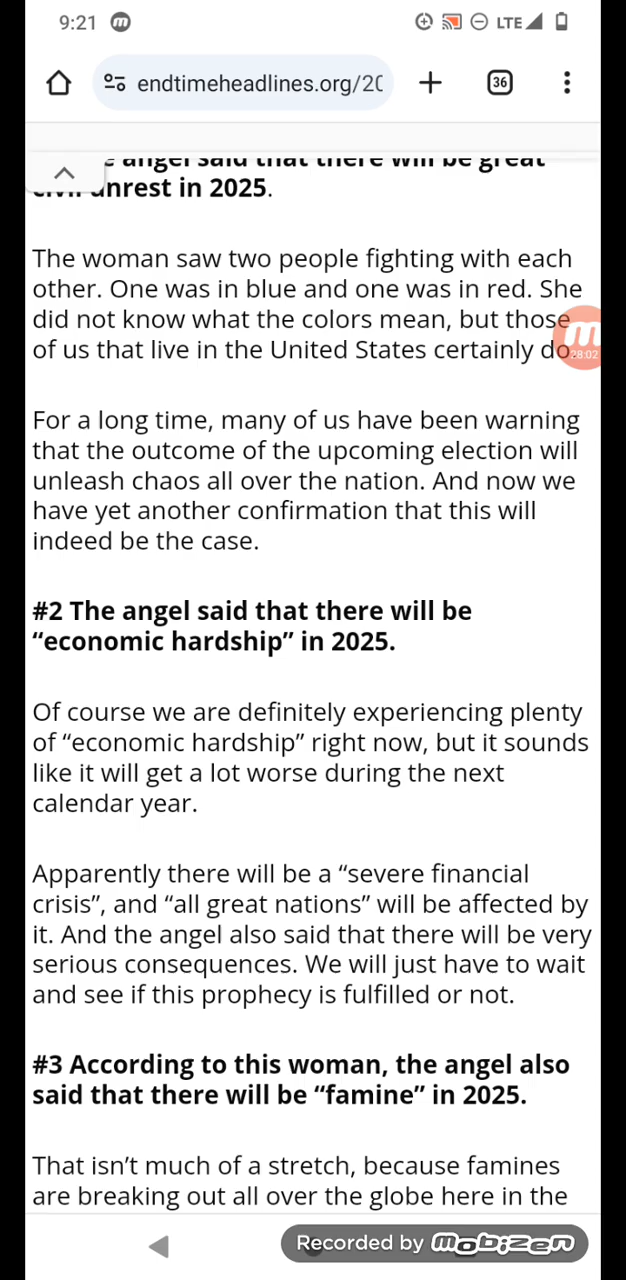 9:21
LTE
endtimeheadlines.org/20
36
e angel said that there will be great
civil unrest in 2025.
The woman saw two people fighting with each
other. One was in blue and one was in red. She
did not know what the colors mean, but those
of us that live in the United States certainly do.
28:02
For a long time, many of us have been warning
that the outcome of the upcoming election will
unleash chaos all over the nation. And now we
have yet another confirmation that this will
indeed be the case.
#2 The angel said that there will be
“economic hardship” in 2025.
Of course we are definitely experiencing plenty
of “economic hardship” right now, but it sounds
like it will get a lot worse during the next
calendar year.
Apparently there will be a “severe financial
crisis”, and “all great nations” will be affected by
it. And the angel also said that there will be very
serious consequences. We will just have to wait
and see if this prophecy is fulfilled or not.
#3 According to this woman, the angel also
said that there will be “famine” in 2025.
That isn’t much of a stretch, because famines
are breaking out all over the globe here in the
Recorded by mobizen